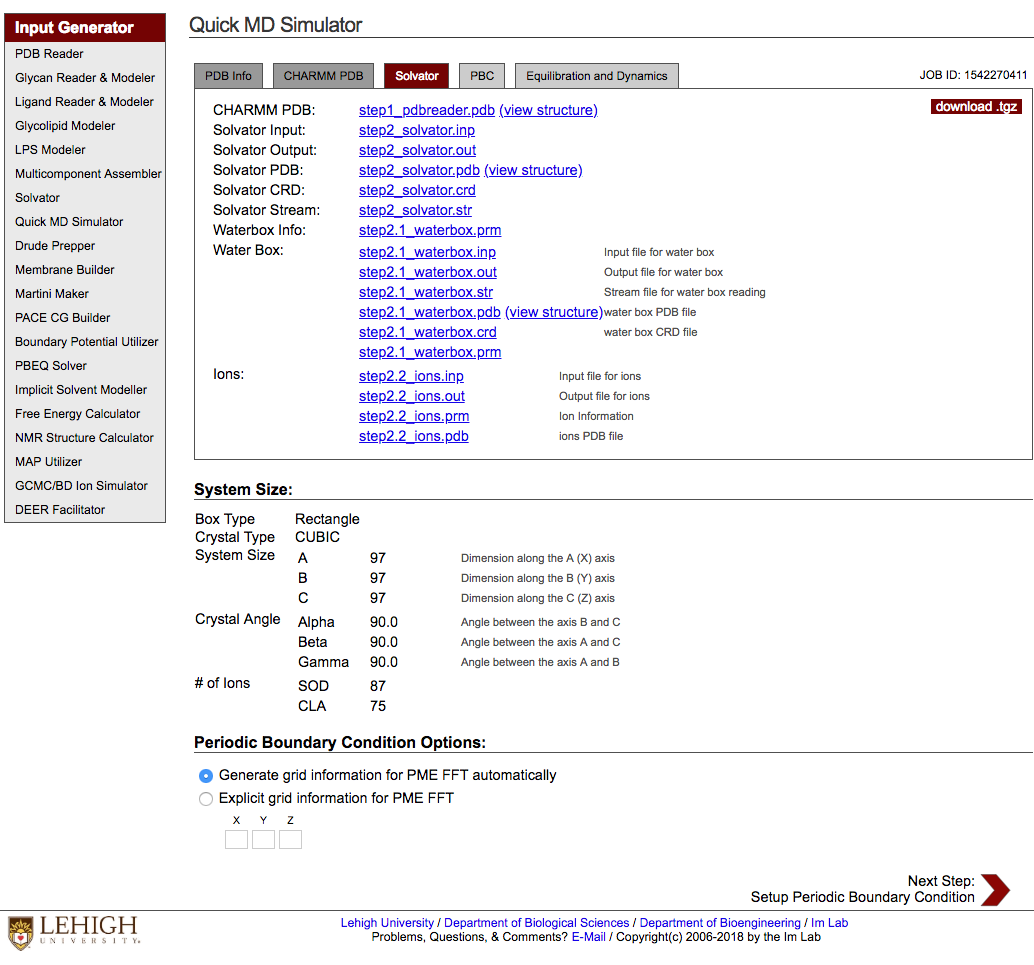 Input Generator
PDB Reader
Glycan Reader & Modeler
Ligand Reader & Modeler
Glycolipid Modeler
LPS Modeler
Multicomponent Assembler
Solvator
Quick MD Simulator
Drude Prepper
Membrane Builder
Martini Maker
PACE CG Builder
Boundary Potential Utilizer
PBEQ Solver
Implicit Solvent Modeller
Free Energy Calculator
NMR Structure Calculator
MAP Utilizer
GCMC/BD Ion Simulator
DEER Facilitator
Quick MD Simulator
PDB Info CHARMM PDB Solvator PBC Equilibration and Dynamics JOB ID: 1542270411
download .tgz
CHARMM PDB: step1_pdbreader.pdb (view structure)
Solvator Input: step2_solvator.inp
Solvator Output: step2_solvator.out
Solvator PDB: step2_solvator.pdb (view structure)
Solvator CRD: step2_solvator.crd
Solvator Stream: step2_solvator.str
Waterbox Info: step2.1_waterbox.prm
Water Box: step2.1_waterbox.inp Input file for water box
step2.1_waterbox.out Output file for water box
step2.1_waterbox.str Stream file for water box reading
step2.1_waterbox.pdb (view structure) water box PDB file
step2.1_waterbox.crd water box CRD file
step2.1_waterbox.prm
Ions: step2.2_ions.inp Input file for ions
step2.2_ions.out Output file for ions
step2.2_ions.prm Ion Information
step2.2_ions.pdb ions PDB file
System Size:
Box Type Rectangle
Crystal Type CUBIC
System Size A 97 Dimension along the A (X) axis
B 97 Dimension along the B (Y) axis
C 97 Dimension along the C (Z) axis
Crystal Angle Alpha 90.0 Angle between the axis B and C
Beta 90.0 Angle between the axis A and C
Gamma 90.0 Angle between the axis A and B
# of Ions SOD 87
CLA 75
Periodic Boundary Condition Options:
Generate grid information for PME FFT automatically
Explicit grid information for PME FFT
X Y Z
Next Step:
Setup Periodic Boundary Condition
LEHIGH
UNIVERSITY
Lehigh University / Department of Biological Sciences / Department of Bioengineering / Im Lab
Problems, Questions, & Comments? E-Mail / Copyright(c) 2006-2018 by the Im Lab